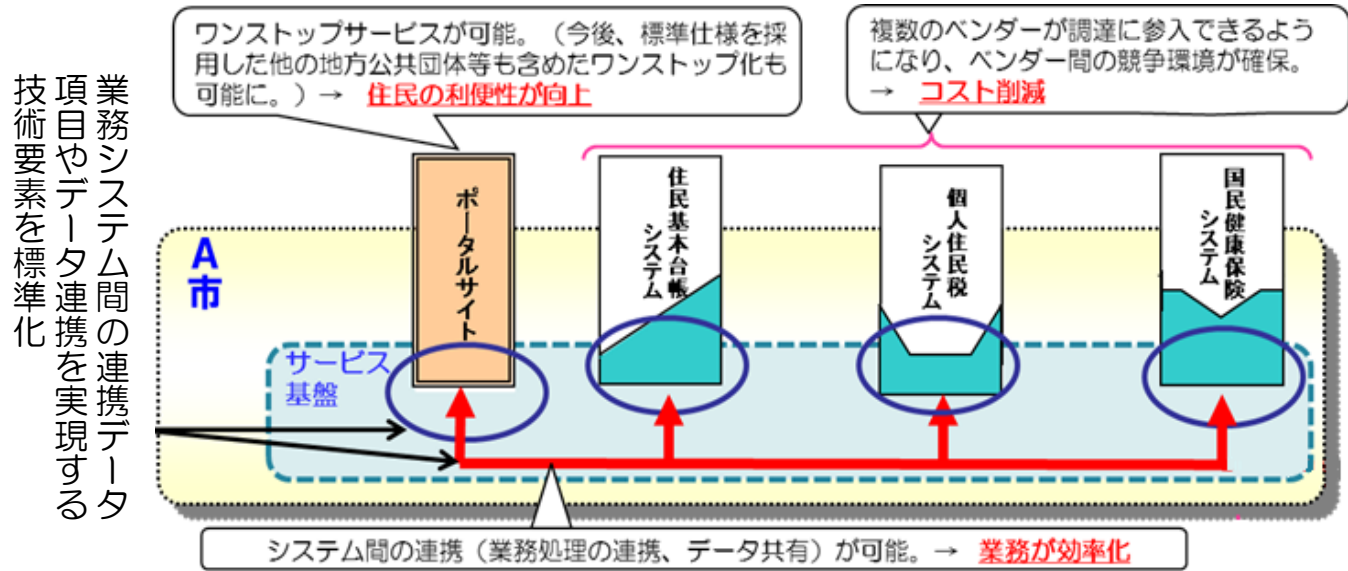 ワンストップサービスが可能。（今後、標準仕様を採
用した他の地方公共団体等も含めたワンストップ化も
可能に。）→ 住民の利便性が向上
複数のベンダーが調達に参入できるよう
になり、ベンダー間の競争環境が確保。
→ コスト削減
業務システム間の連携データ
項目やデータ連携を実現する
技術要素を標準化
A
市
ポータルサイト
住民基本台帳
システム
個人住民税
システム
国民健康保険
システム
サービス
基盤
システム間の連携（業務処理の連携、データ共有）が可能。→ 業務が効率化